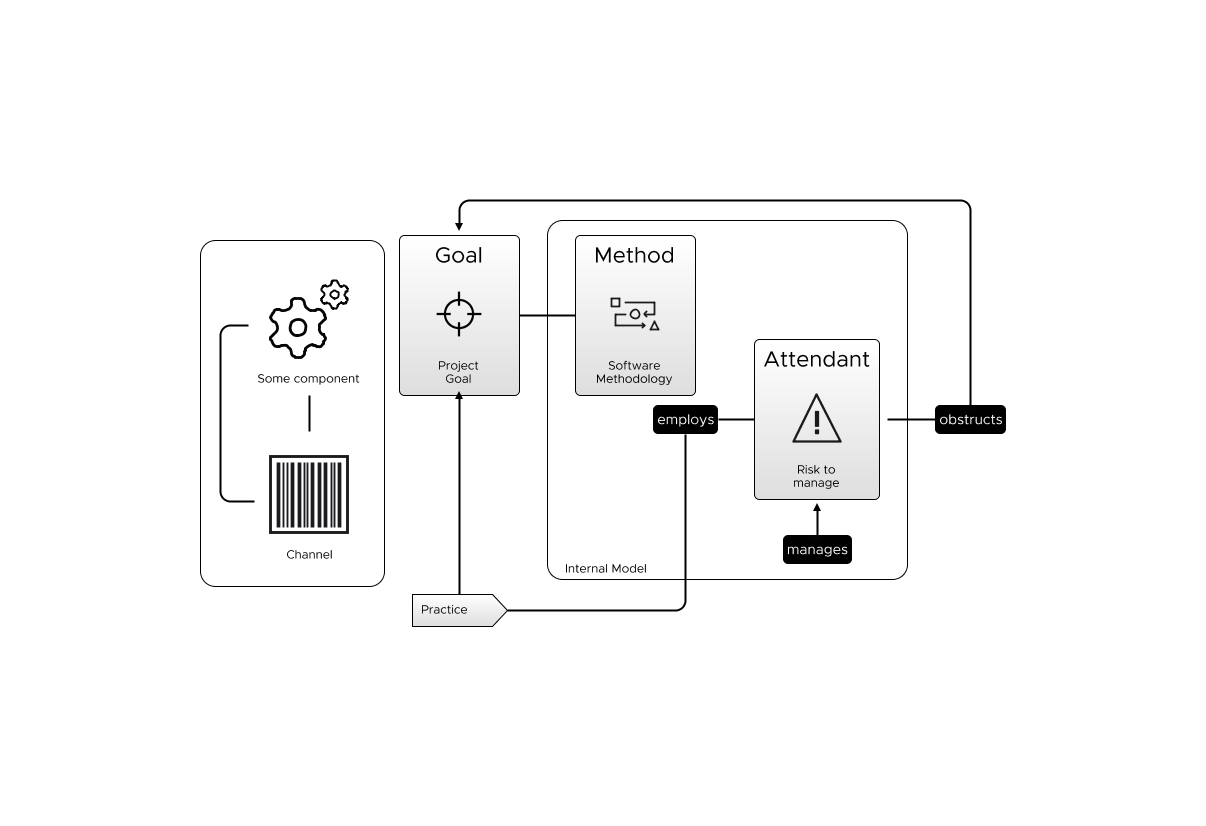 Some component
Channel
Goal
Project
Goal
Method
Software
Methodology
Attendant
Risk to
manage
employs
obstructs
manages
Internal Model
Practice